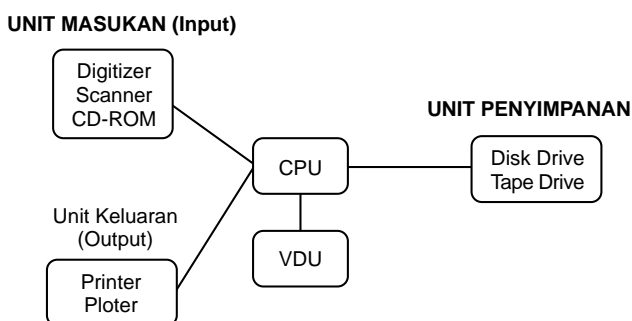 UNIT MASUKAN (Input)
Digitizer
Scanner
CD-ROM
UNIT PENYIMPANAN
CPU
Disk Drive
Tape Drive
Unit Keluaran
(Output)
VDU
Printer
Ploter